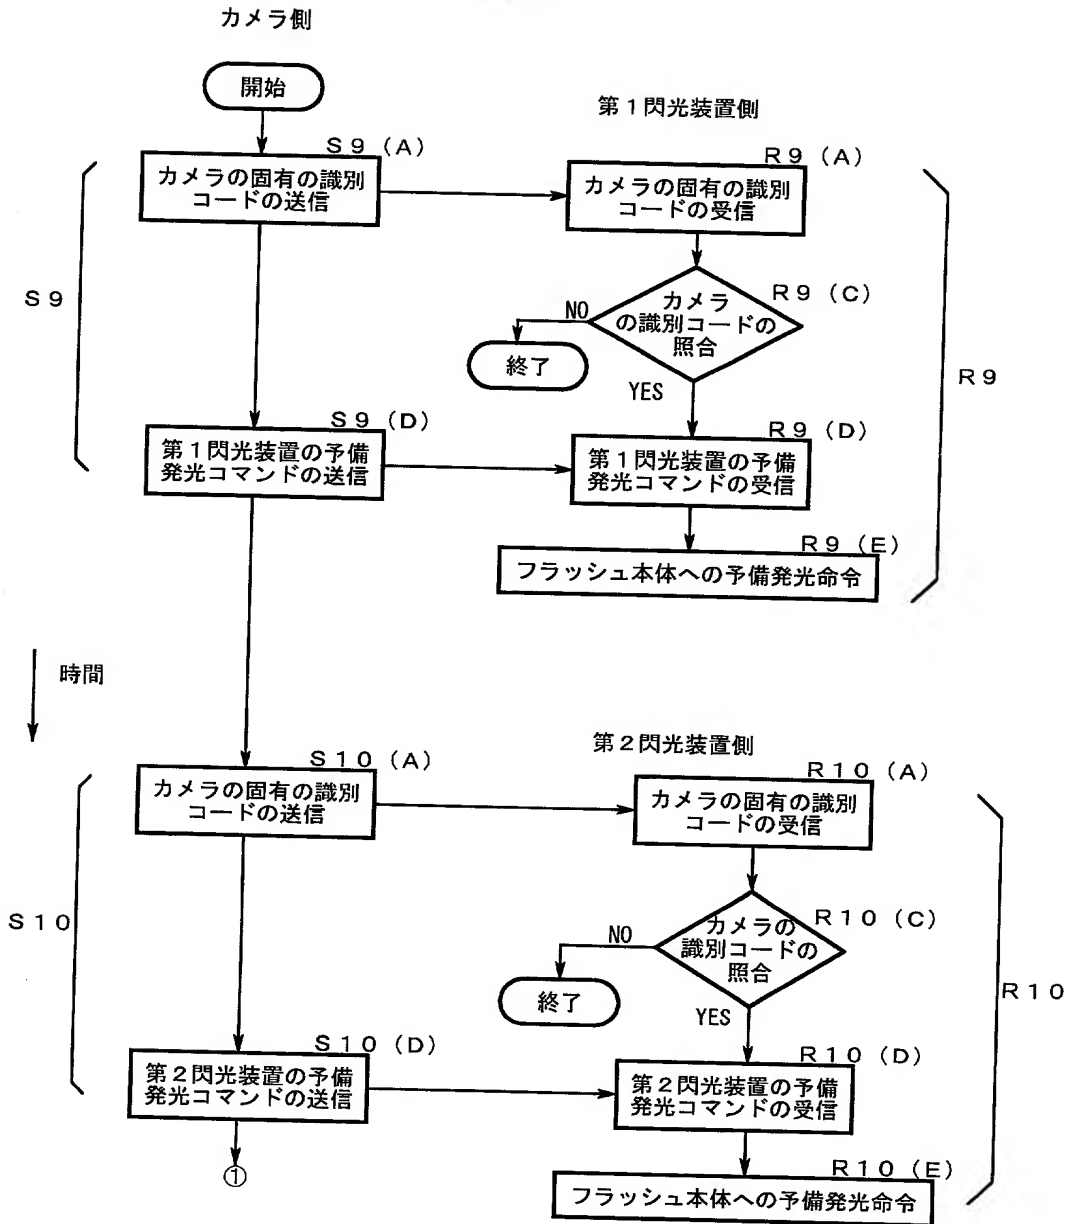 カメラ側
開始
第1閃光装置側
S9 (A)
カメラの固有の識別
コードの送信
R9 (A)
カメラの固有の識別
コードの受信
S9
R9 (C)
カメラ
の識別コードの
照合
NO
終了
YES
R9
S9 (D)
第1閃光装置の予備
発光コマンドの送信
R9 (D)
第1閃光装置の予備
発光コマンドの受信
R9 (E)
フラッシュ本体への予備発光命令
時間
第2閃光装置側
S10 (A)
カメラの固有の識別
コードの送信
R10 (A)
カメラの固有の識別
コードの受信
S10
R10 (C)
カメラの
識別コードの
照合
NO
終了
YES
R10
S10 (D)
第2閃光装置の予備
発光コマンドの送信
R10 (D)
第2閃光装置の予備
発光コマンドの受信
①
R10 (E)
フラッシュ本体への予備発光命令